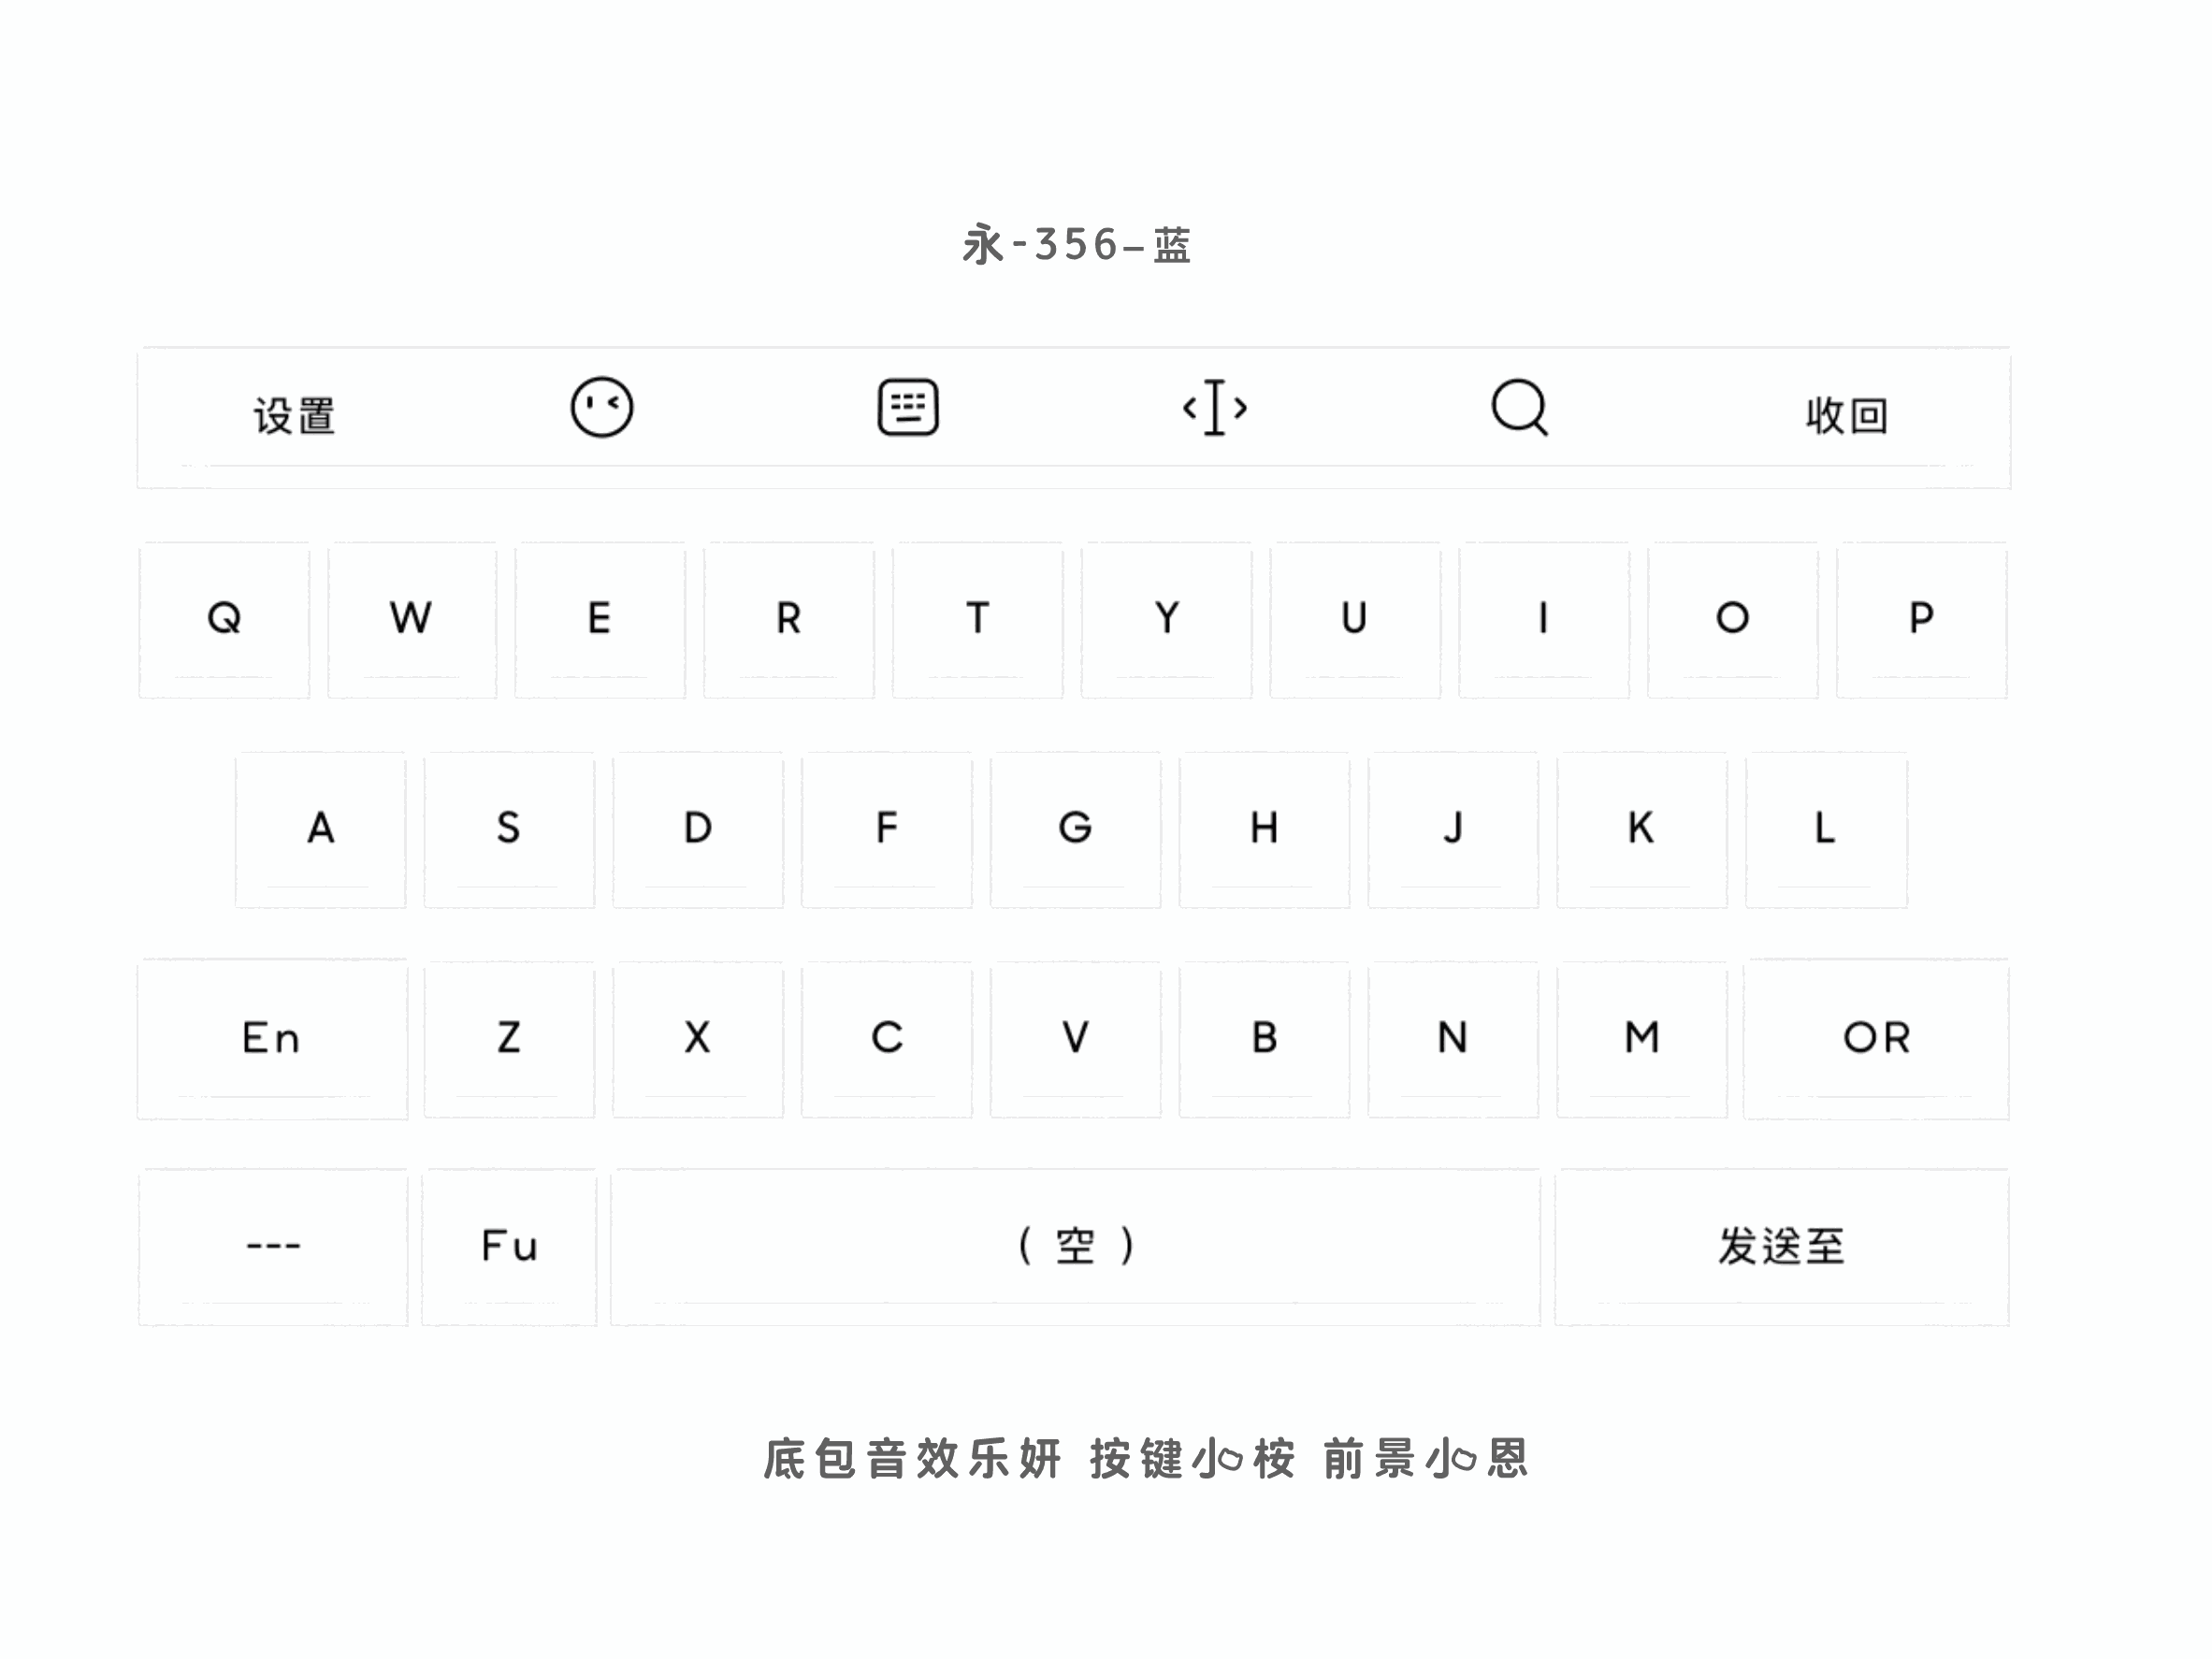 永-356-蓝
设置 收回
Q W E R T Y U I O P
A S D F G H J K L
En Z X C V B N M OR
--- Fu ( 空 ) 发送至
底包音效乐妍 按键小桉 前景小恩